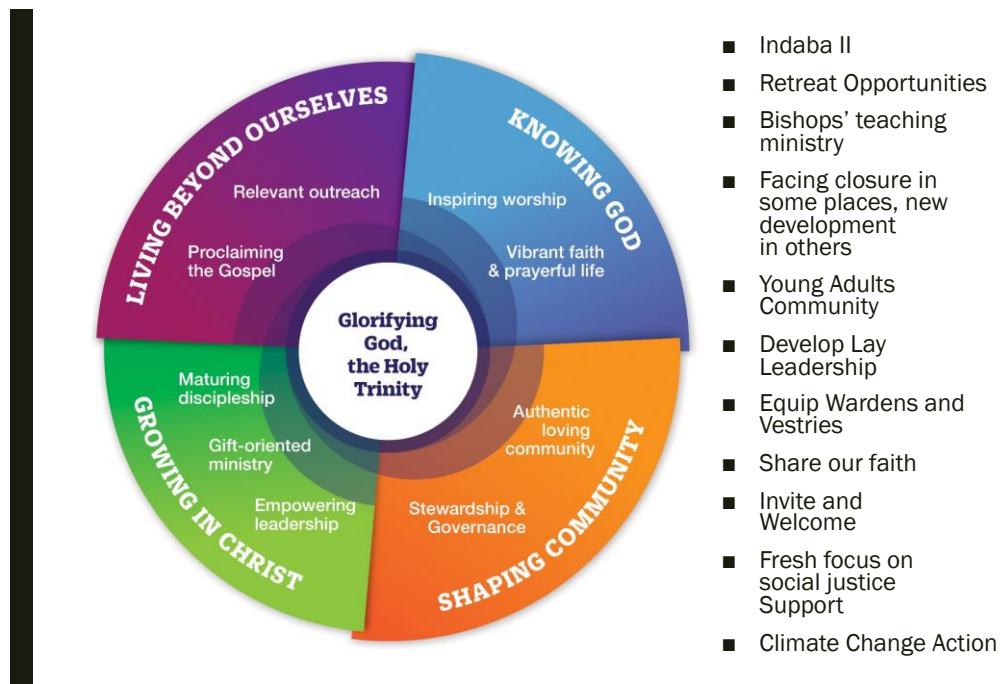 LIVING BEYOND OURSELVES
Relevant outreach
Proclaiming
the Gospel
KNOWING GOD
Inspiring worship
Vibrant faith
& prayerful life
Glorifying
God,
the Holy
Trinity
GROWING IN CHRIST
Maturing
discipleship
Gift-oriented
ministry
Empowering
leadership
SHAPING COMMUNITY
Authentic
loving
community
Stewardship &
Governance
■ Indaba II
■ Retreat Opportunities
■ Bishops’ teaching
ministry
■ Facing closure in
some places, new
development
in others
■ Young Adults
Community
■ Develop Lay
Leadership
■ Equip Wardens and
Vestries
■ Share our faith
■ Invite and
Welcome
■ Fresh focus on
social justice
Support
■ Climate Change Action